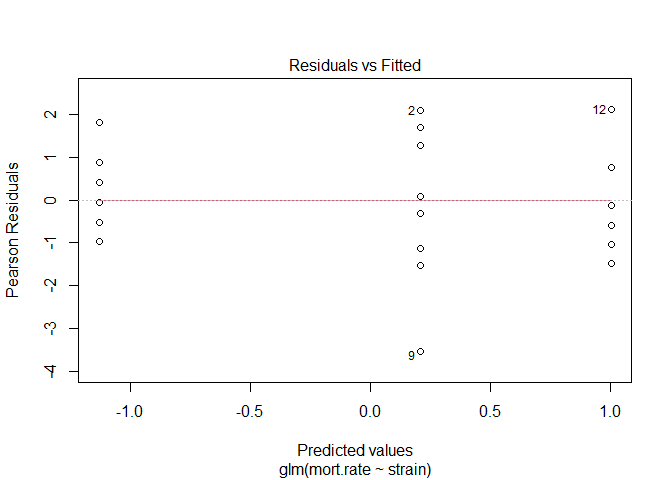 Residuals vs Fitted
Pearson Residuals
2
1
0
-1
-2
-3
-4
2
12
9
-1.0 -0.5 0.0 0.5 1.0
Predicted values
glm(mort.rate ~ strain)